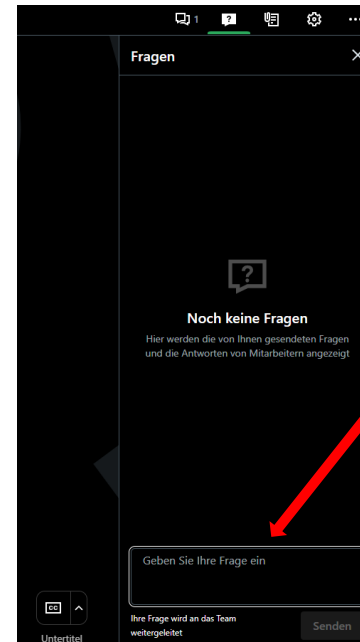 1
Fragen
Noch keine Fragen
Hier werden die von Ihnen gesendeten Fragen
und die Antworten von Mitarbeitern angezeigt
Geben Sie Ihre Frage ein
Ihre Frage wird an das Team
weitergeleitet
Senden
CC
Untertitel